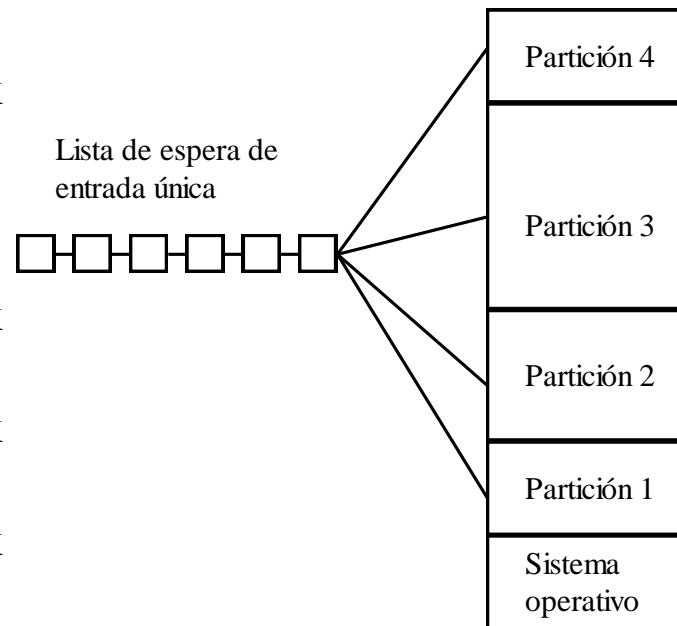 Partición 4
Lista de espera de
entrada única
Partición 3
Partición 2
Partición 1
Sistema
operativo